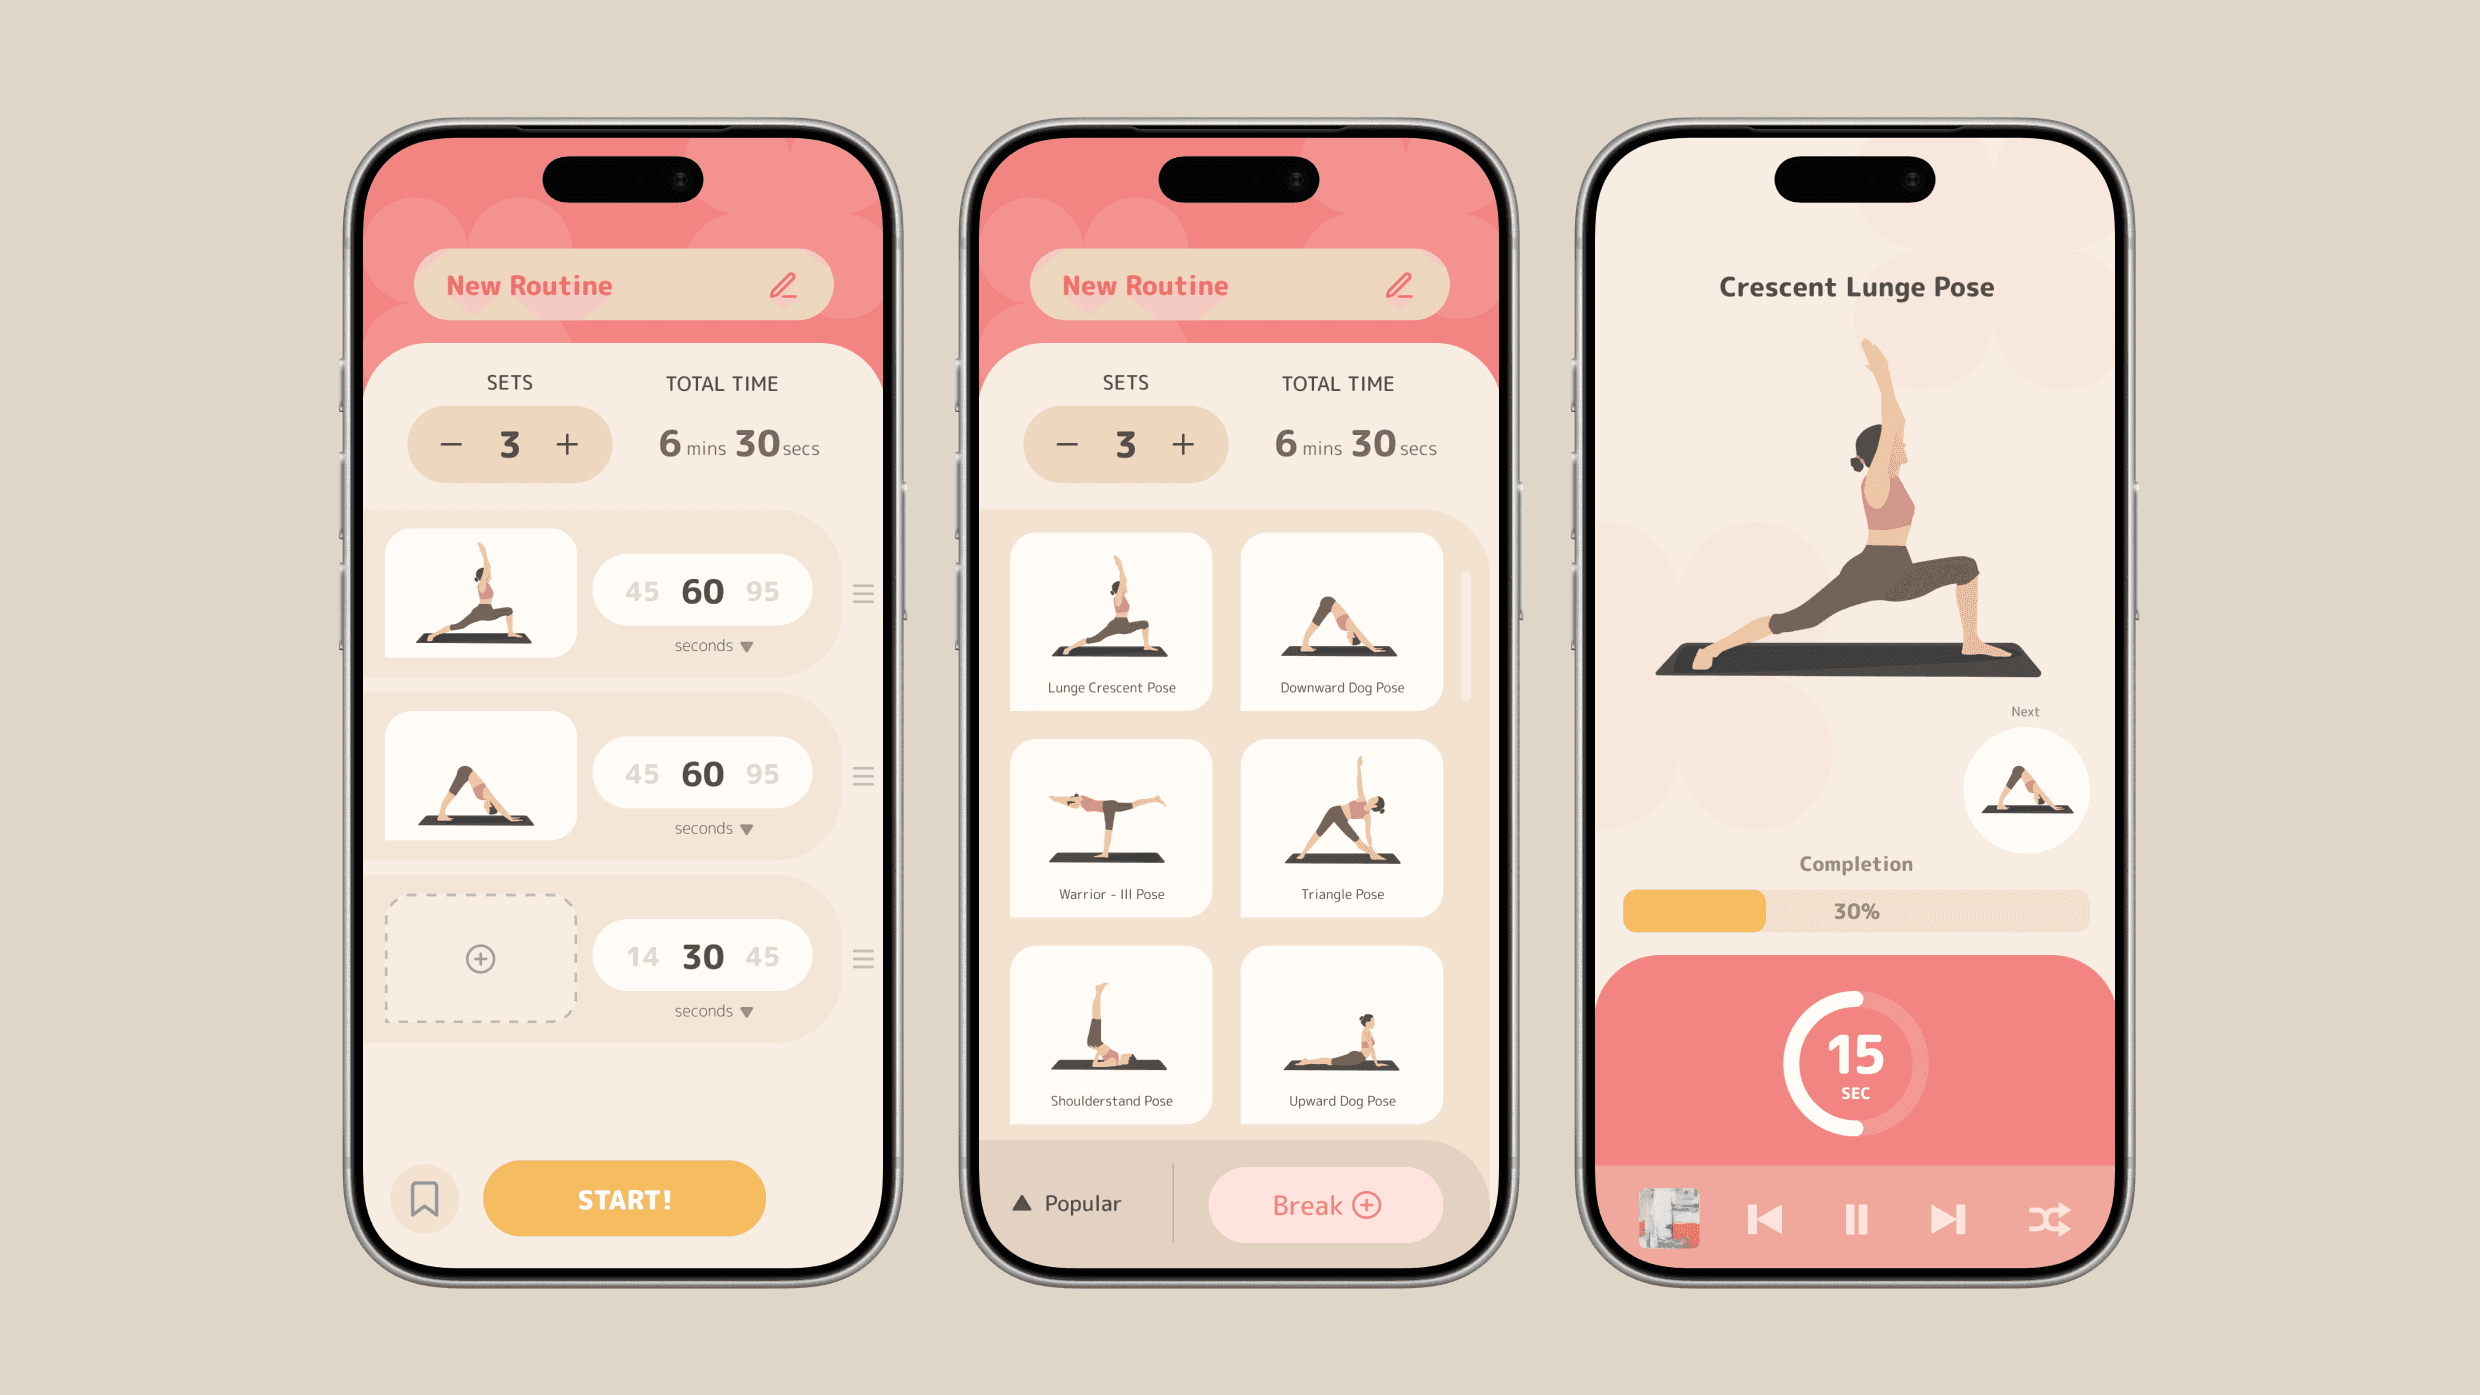 New Routine
SETS
TOTAL TIME
− 3 +
6 mins 30 secs
45 60 95
seconds ▼
45 60 95
seconds ▼
14 30 45
seconds ▼
START!
New Routine
SETS
TOTAL TIME
− 3 +
6 mins 30 secs
Lunge Crescent Pose
Downward Dog Pose
Warrior - III Pose
Triangle Pose
Shoulderstand Pose
Upward Dog Pose
▲ Popular
Break
Crescent Lunge Pose
Next
Completion
30%
15
SEC